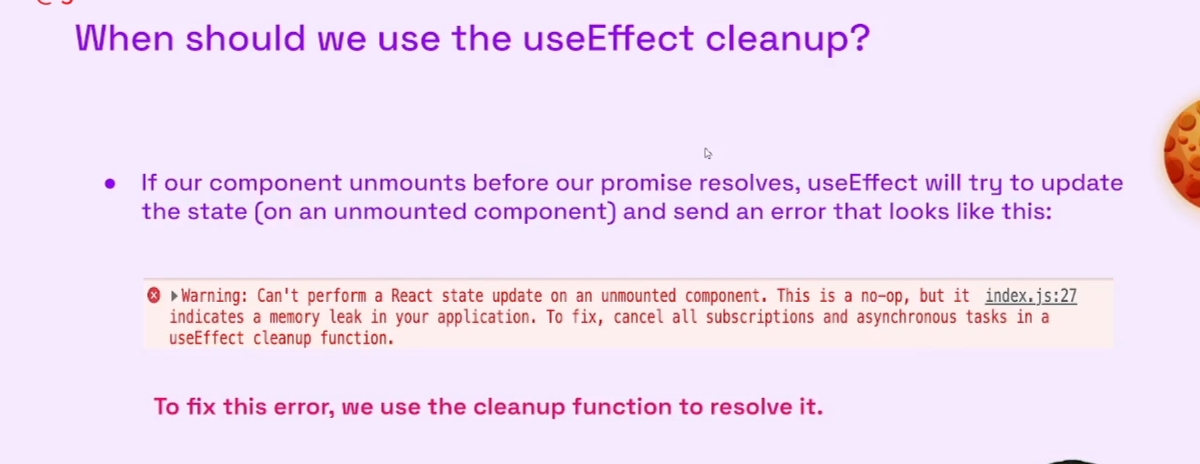 When should we use the useEffect cleanup?
• If our component unmounts before our promise resolves, useEffect will try to update
the state (on an unmounted component) and send an error that looks like this:
Warning: Can't perform a React state update on an unmounted component. This is a no-op, but it index.js:27
indicates a memory leak in your application. To fix, cancel all subscriptions and asynchronous tasks in a
useEffect cleanup function.
To fix this error, we use the cleanup function to resolve it.